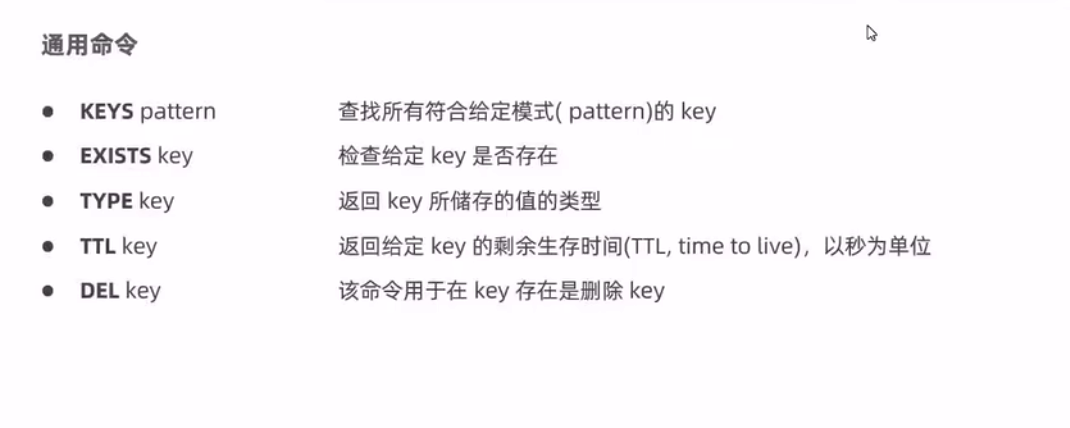 通用命令
● KEYS pattern 查找所有符合给定模式( pattern)的 key
● EXISTS key 检查给定 key 是否存在
● TYPE key 返回 key 所储存的值的类型
● TTL key 返回给定 key 的剩余生存时间(TTL, time to live)，以秒为单位
● DEL key 该命令用于在 key 存在是删除 key